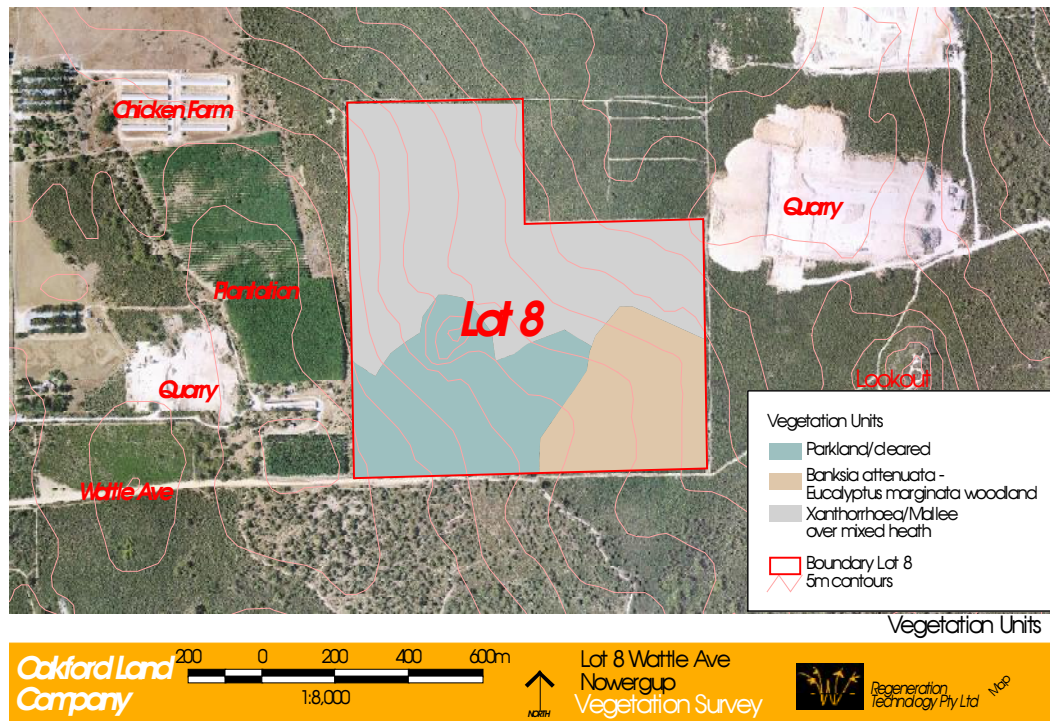 Chicken Farm
Quarry
Plantation
Lot 8
Quarry
Lookout
Wattle Ave
Vegetation Units
Parkland/cleared
Banksia attenuata -
Eucalyptus marginata woodland
Xanthorrhoea/Mallee
over mixed heath
Boundary Lot 8
5m contours
Vegetation Units
Oakford Land
Company
200 0 200 400 600m
1:8,000
NORTH
Lot 8 Wattle Ave
Nowergup
Vegetation Survey
Regeneration
Technology Pty Ltd
Map